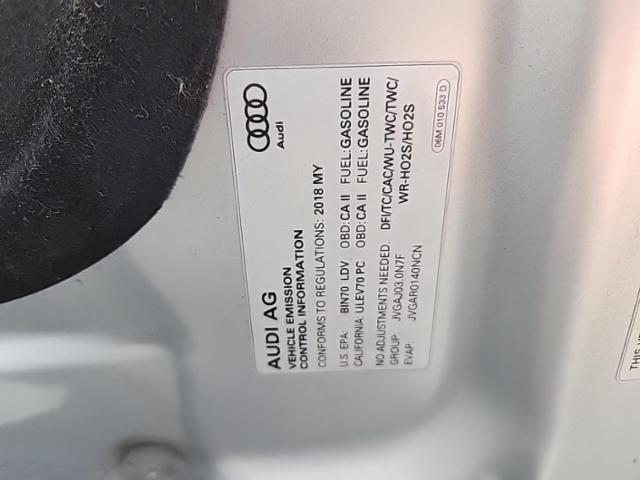 Audi
AUDI AG
VEHICLE EMISSION
CONTROL INFORMATION
CONFORMS TO REGULATIONS: 2018 MY
U.S. EPA: BIN70 LDV OBD: CA II FUEL: GASOLINE
CALIFORNIA: ULEV70 PC OBD: CA II FUEL: GASOLINE
NO ADJUSTMENTS NEEDED. DFI/TC/CAC/WU-TWC/TWC/
WR-HO2S/HO2S
GROUP: JVGAJ03.0N7F
EVAP: JVGAR0140NCN
06M 010 533 D
THIS